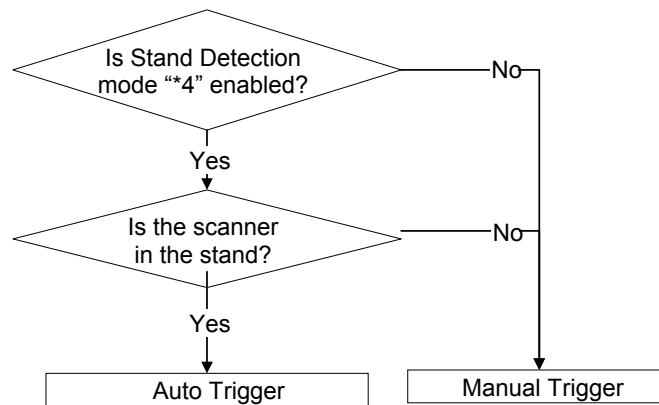 Is Stand Detection
mode “*4” enabled?
No
Yes
Is the scanner
in the stand?
No
Yes
Auto Trigger
Manual Trigger